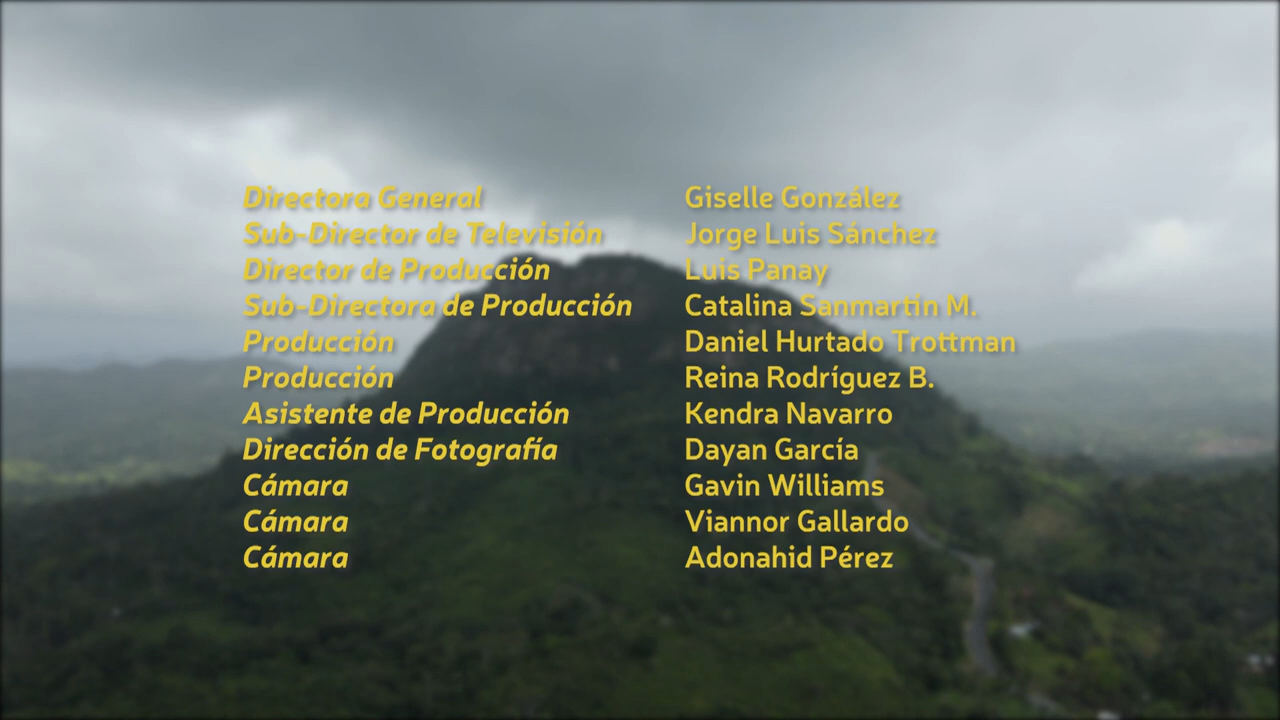 Directora General Giselle González
Sub-Director de Televisión Jorge Luis Sánchez
Director de Producción Luis Panay
Sub-Directora de Producción Catalina Sanmartín M.
Producción Daniel Hurtado Trottman
Producción Reina Rodríguez B.
Asistente de Producción Kendra Navarro
Dirección de Fotografía Dayan García
Cámara Gavin Williams
Cámara Viannor Gallardo
Cámara Adonahid Pérez